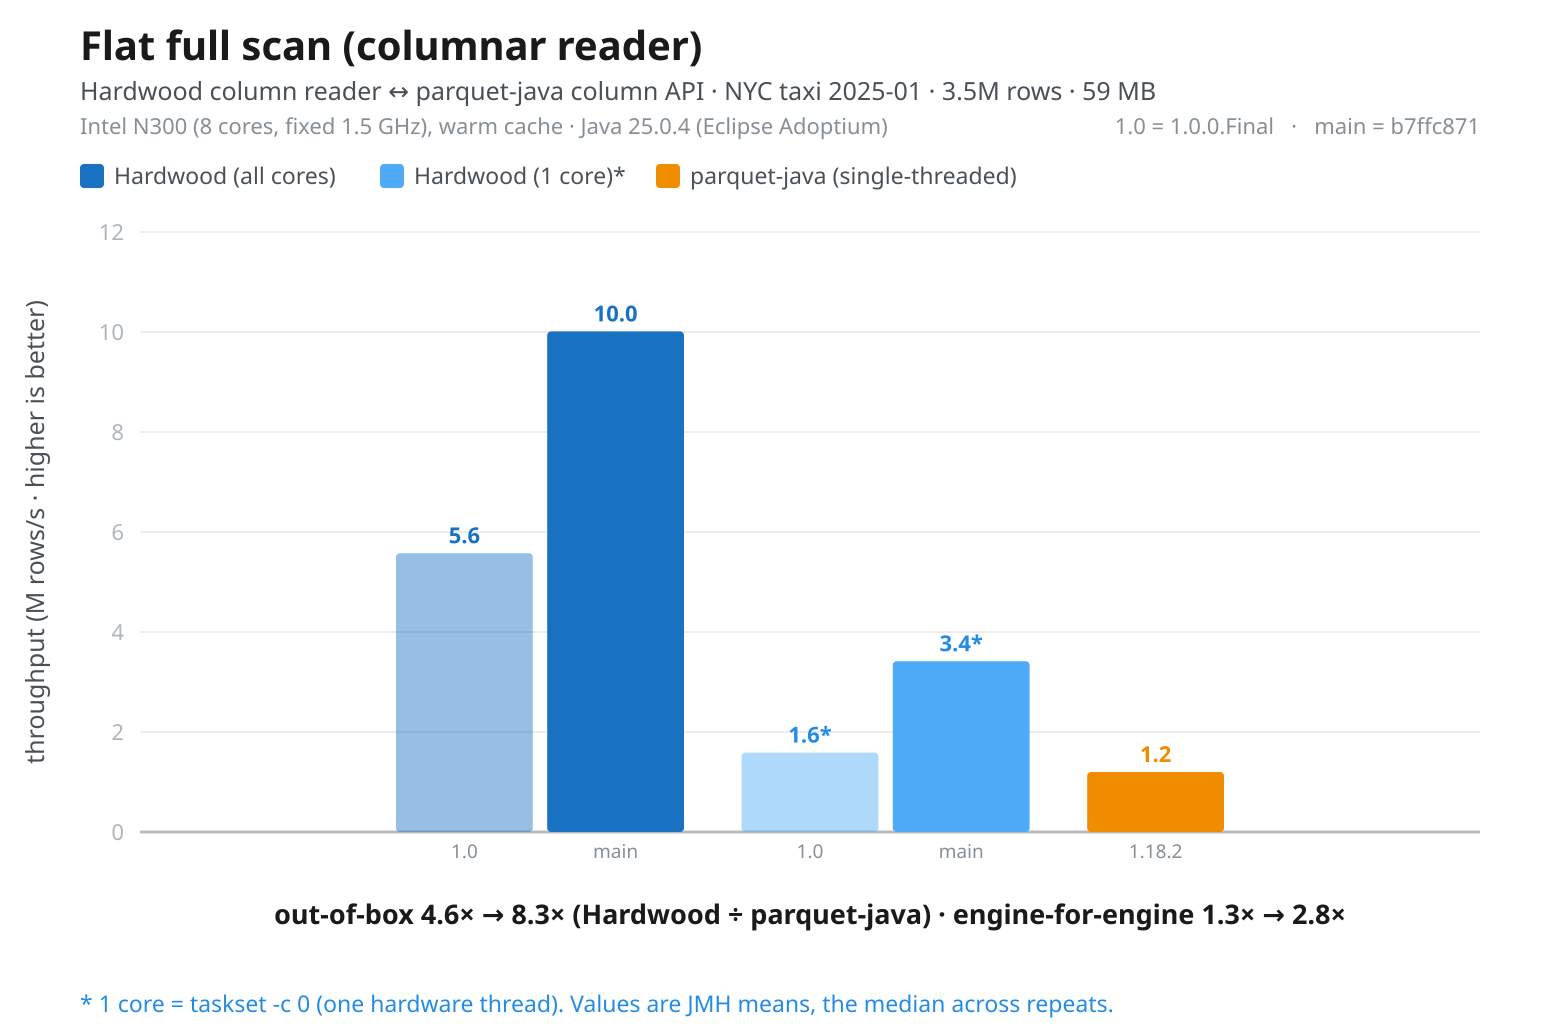 Flat full scan (columnar reader)
Hardwood column reader ↔ parquet-java column API · NYC taxi 2025-01 · 3.5M rows · 59 MB
Intel N300 (8 cores, fixed 1.5 GHz), warm cache · Java 25.0.4 (Eclipse Adoptium)
1.0 = 1.0.0.Final · main = b7ffc871
Hardwood (all cores)
Hardwood (1 core)*
parquet-java (single-threaded)
throughput (M rows/s · higher is better)
12
10
8
6
4
2
0
5.6
10.0
1.6*
3.4*
1.2
1.0
main
1.0
main
1.18.2
out-of-box 4.6× → 8.3× (Hardwood ÷ parquet-java) · engine-for-engine 1.3× → 2.8×
* 1 core = taskset -c 0 (one hardware thread). Values are JMH means, the median across repeats.